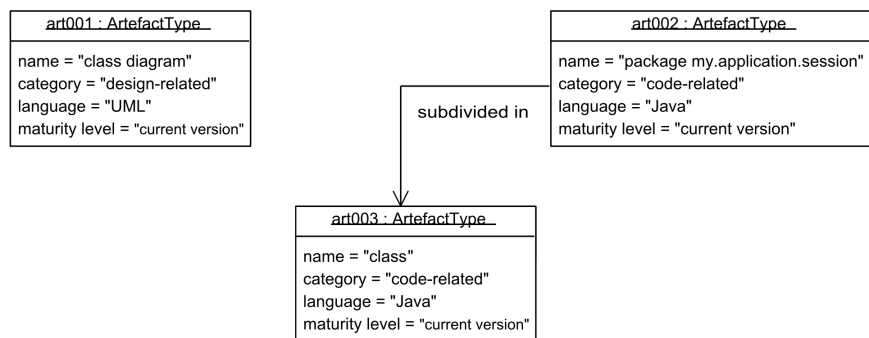 art001 : ArtefactType
name = "class diagram"
category = "design-related"
language = "UML"
maturity level = "current version"
art002 : ArtefactType
name = "package my.application.session"
category = "code-related"
language = "Java"
maturity level = "current version"
subdivided in
art003 : ArtefactType
name = "class"
category = "code-related"
language = "Java"
maturity level = "current version"